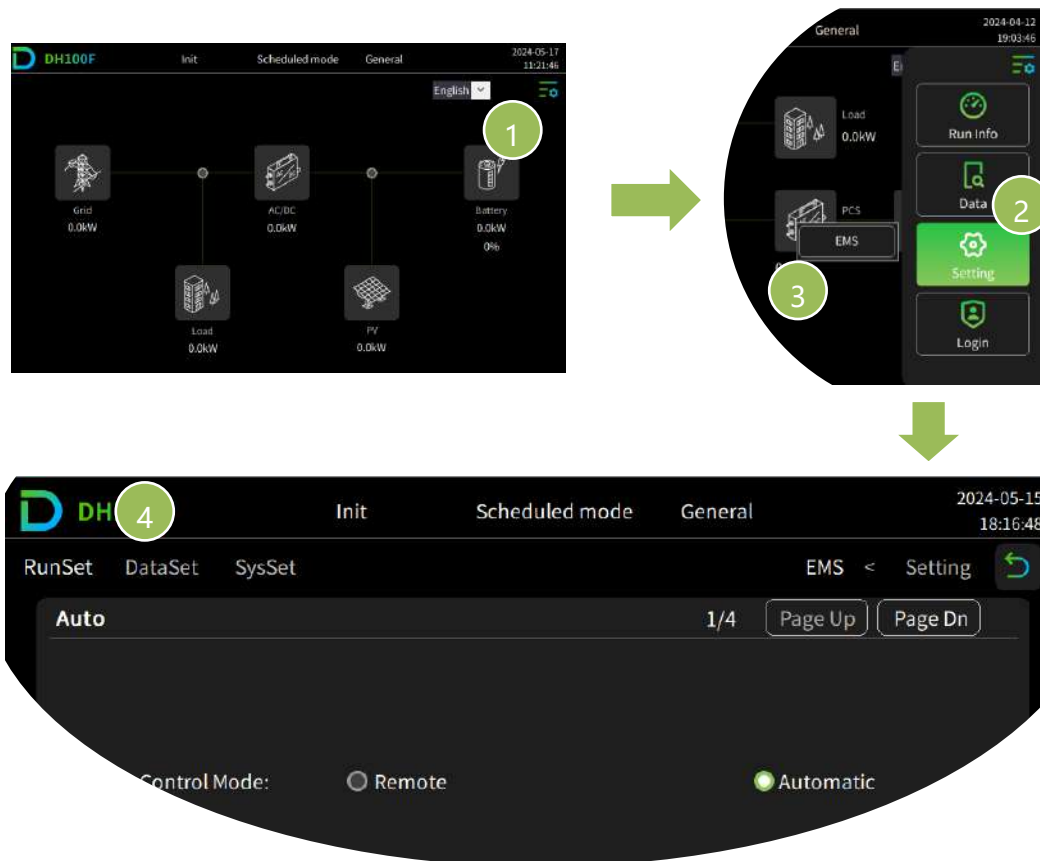 DH100F Init Scheduled mode General 2024-05-17
11:21:46
English
1
Grid
0.0kW
AC/DC
0.0kW
Battery
0.0kW
0%
Load
0.0kW
PV
0.0kW
General 2024-04-12
19:03:46
Load
0.0kW
Run Info
Data
2
PCS
EMS
Setting
3
Login
DH 4 Init Scheduled mode General 2024-05-15
18:16:48
RunSet DataSet SysSet EMS < Setting
Auto 1/4 Page Up Page Dn
Control Mode: Remote Automatic